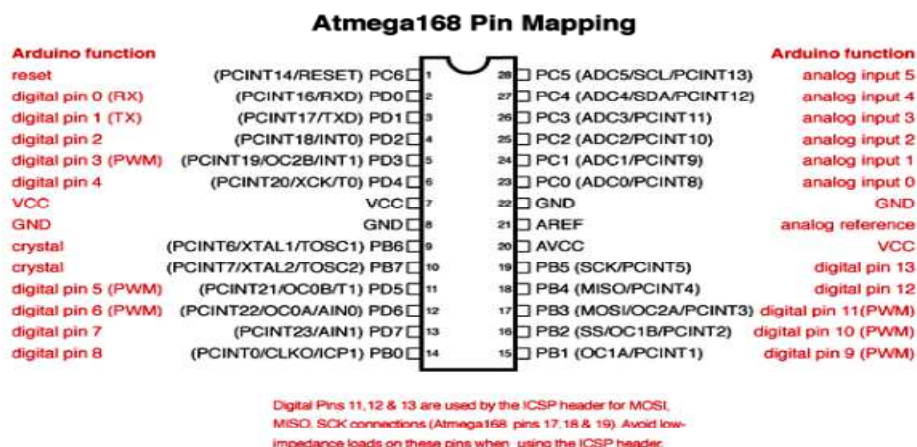 Atmega168 Pin Mapping
Arduino function Arduino function
reset (PCINT14/RESET) PC6 1 28 PC5 (ADC5/SCL/PCINT13) analog input 5
digital pin 0 (RX) (PCINT16/RXD) PD0 2 27 PC4 (ADC4/SDA/PCINT12) analog input 4
digital pin 1 (TX) (PCINT17/TXD) PD1 3 26 PC3 (ADC3/PCINT11) analog input 3
digital pin 2 (PCINT18/INT0) PD2 4 25 PC2 (ADC2/PCINT10) analog input 2
digital pin 3 (PWM) (PCINT19/OC2B/INT1) PD3 5 24 PC1 (ADC1/PCINT9) analog input 1
digital pin 4 (PCINT20/XCK/T0) PD4 6 23 PC0 (ADC0/PCINT8) analog input 0
VCC VCC 7 22 GND GND
GND GND 8 21 AREF analog reference
crystal (PCINT6/XTAL1/TOSC1) PB6 9 20 AVCC VCC
crystal (PCINT7/XTAL2/TOSC2) PB7 10 19 PB5 (SCK/PCINT5) digital pin 13
digital pin 5 (PWM) (PCINT21/OC0B/T1) PD5 11 18 PB4 (MISO/PCINT4) digital pin 12
digital pin 6 (PWM) (PCINT22/OC0A/AIN0) PD6 12 17 PB3 (MOSI/OC2A/PCINT3) digital pin 11(PWM)
digital pin 7 (PCINT23/AIN1) PD7 13 16 PB2 (SS/OC1B/PCINT2) digital pin 10 (PWM)
digital pin 8 (PCINT0/CLKO/ICP1) PB0 14 15 PB1 (OC1A/PCINT1) digital pin 9 (PWM)
Digital Pins 11,12 & 13 are used by the ICSP header for MOSI,
MISO, SCK connections (Atmega168 pins 17,18 & 19). Avoid low-
impedance loads on these pins when using the ICSP header.